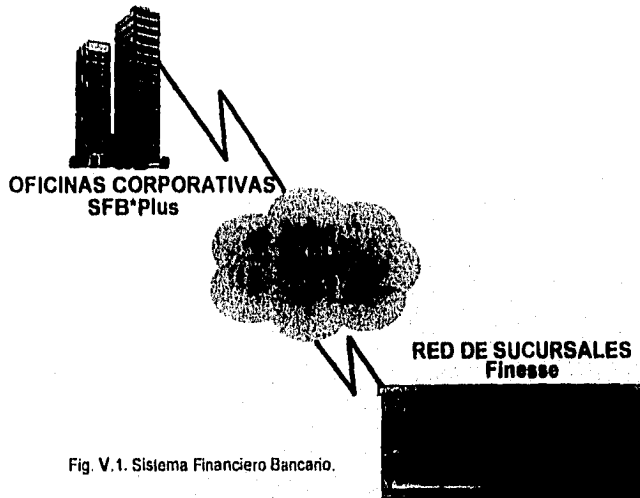 OFICINAS CORPORATIVAS
SFB*Plus
RED DE SUCURSALES
Finesse
Fig. V.1. Sistema Financiero Bancario.